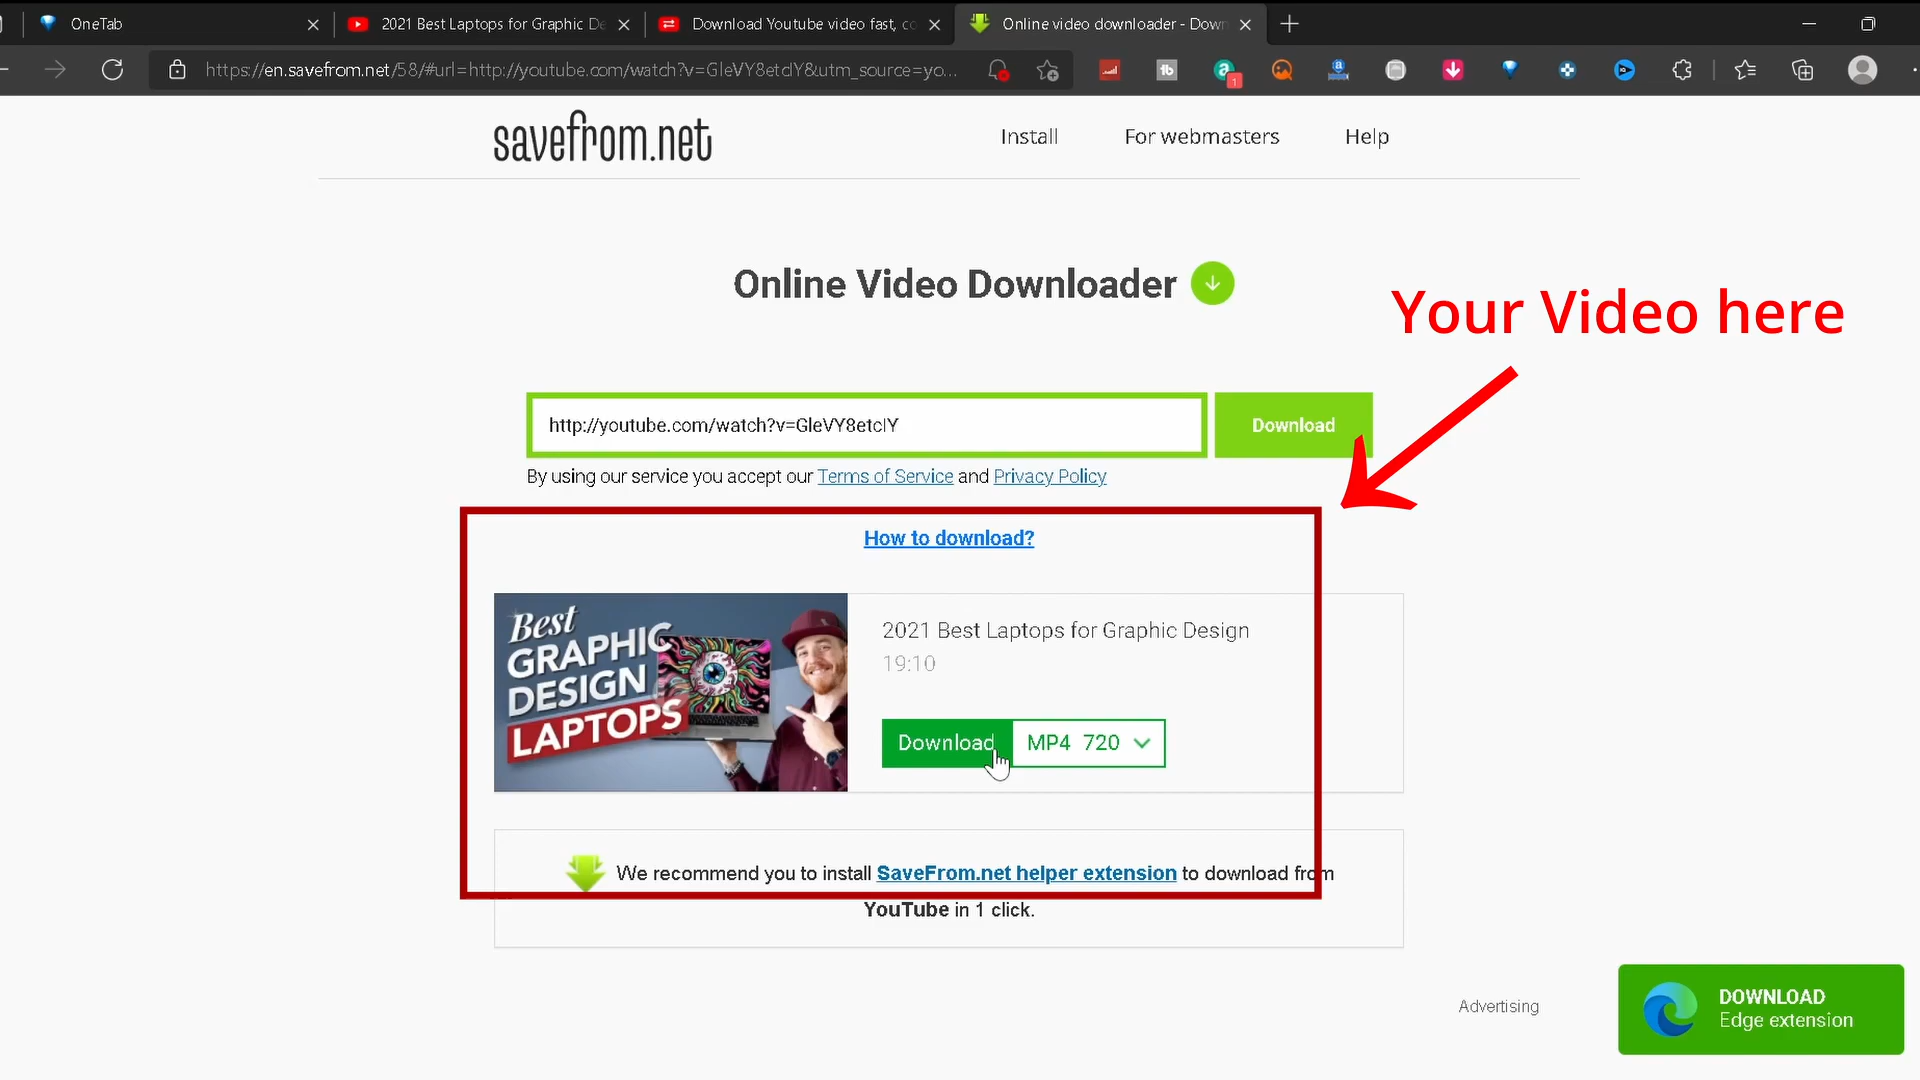 OneTab
2021 Best Laptops for Graphic De
Download Youtube video fast, co
Online video downloader - Down
https://en.savefrom.net/58/#url=http://youtube.com/watch?v=GleVY8etclY&utm_source=yo...
1
savefrom.net
Install
For webmasters
Help
Online Video Downloader
Your Video here
http://youtube.com/watch?v=GleVY8etclY
Download
By using our service you accept our Terms of Service and Privacy Policy
How to download?
Best
GRAPHIC
DESIGN
LAPTOPS
2021 Best Laptops for Graphic Design
19:10
Download
MP4 720
We recommend you to install SaveFrom.net helper extension to download from
YouTube in 1 click.
Advertising
DOWNLOAD
Edge extension